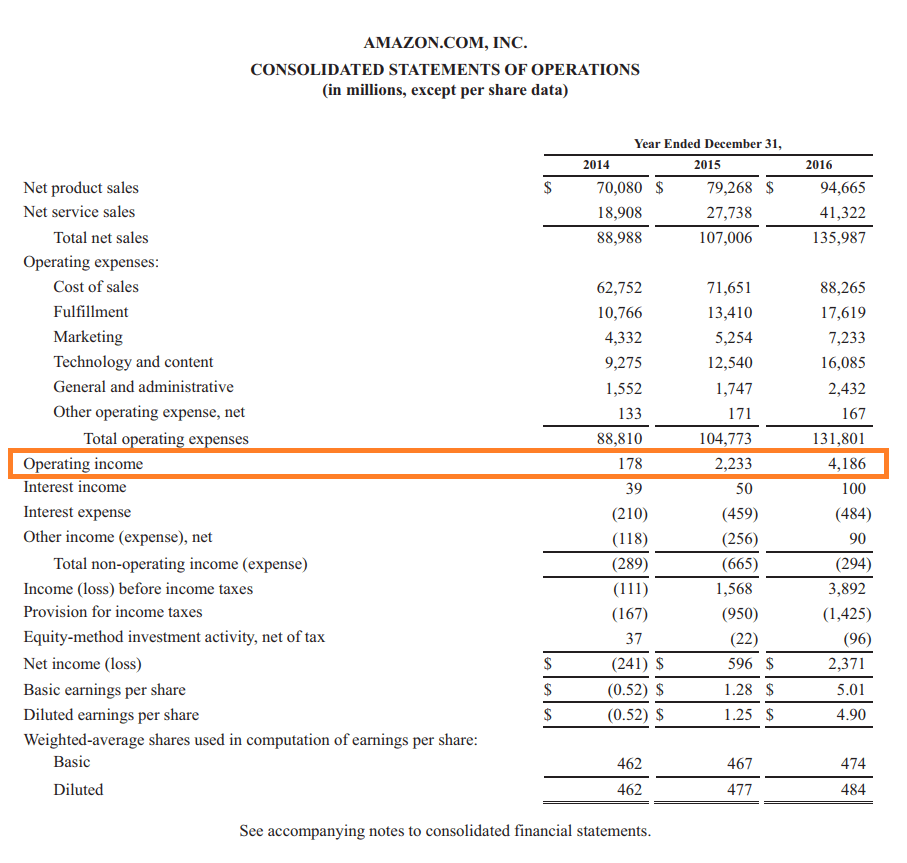 AMAZON.COM, INC.
CONSOLIDATED STATEMENTS OF OPERATIONS
(in millions, except per share data)
Year Ended December 31,
2014 2015 2016
Net product sales $ 70,080 $ 79,268 $ 94,665
Net service sales 18,908 27,738 41,322
Total net sales 88,988 107,006 135,987
Operating expenses:
Cost of sales 62,752 71,651 88,265
Fulfillment 10,766 13,410 17,619
Marketing 4,332 5,254 7,233
Technology and content 9,275 12,540 16,085
General and administrative 1,552 1,747 2,432
Other operating expense, net 133 171 167
Total operating expenses 88,810 104,773 131,801
Operating income 178 2,233 4,186
Interest income 39 50 100
Interest expense (210) (459) (484)
Other income (expense), net (118) (256) 90
Total non-operating income (expense) (289) (665) (294)
Income (loss) before income taxes (111) 1,568 3,892
Provision for income taxes (167) (950) (1,425)
Equity-method investment activity, net of tax 37 (22) (96)
Net income (loss) $ (241) $ 596 $ 2,371
Basic earnings per share $ (0.52) $ 1.28 $ 5.01
Diluted earnings per share $ (0.52) $ 1.25 $ 4.90
Weighted-average shares used in computation of earnings per share:
Basic 462 467 474
Diluted 462 477 484
See accompanying notes to consolidated financial statements.